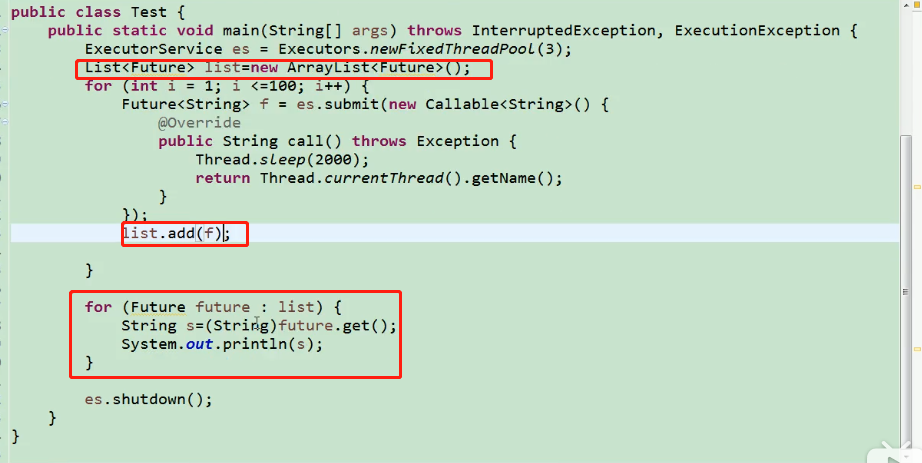 public class Test {
public static void main(String[] args) throws InterruptedException, ExecutionException {
ExecutorService es = Executors.newFixedThreadPool(3);
List<Future> list=new ArrayList<Future>();
for (int i = 1; i <=100; i++) {
Future<String> f = es.submit(new Callable<String>() {
@Override
public String call() throws Exception {
Thread.sleep(2000);
return Thread.currentThread().getName();
}
});
list.add(f);
}
for (Future future : list) {
String s=(String)future.get();
System.out.println(s);
}
es.shutdown();
}
}